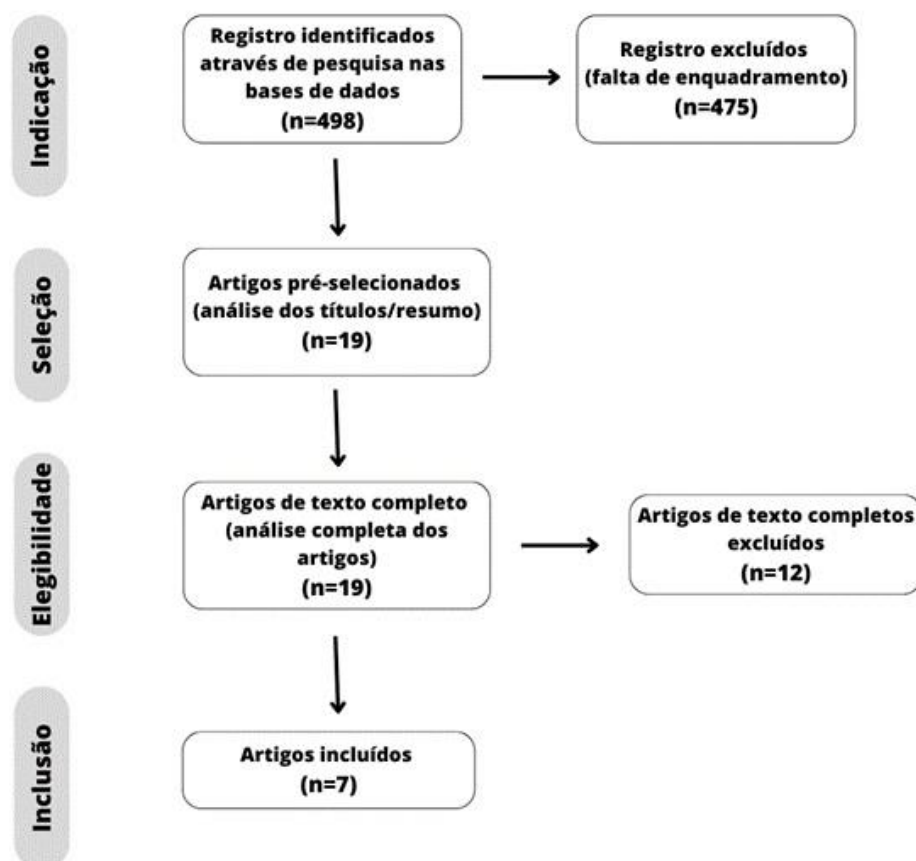 Indicação
Registro identificados
através de pesquisa nas
bases de dados
(n=498)
Registro excluídos
(falta de enquadramento)
(n=475)
Seleção
Artigos pré-selecionados
(análise dos títulos/resumo)
(n=19)
Elegibilidade
Artigos de texto completo
(análise completa dos
artigos)
(n=19)
Artigos de texto completos
excluídos
(n=12)
Inclusão
Artigos incluídos
(n=7)